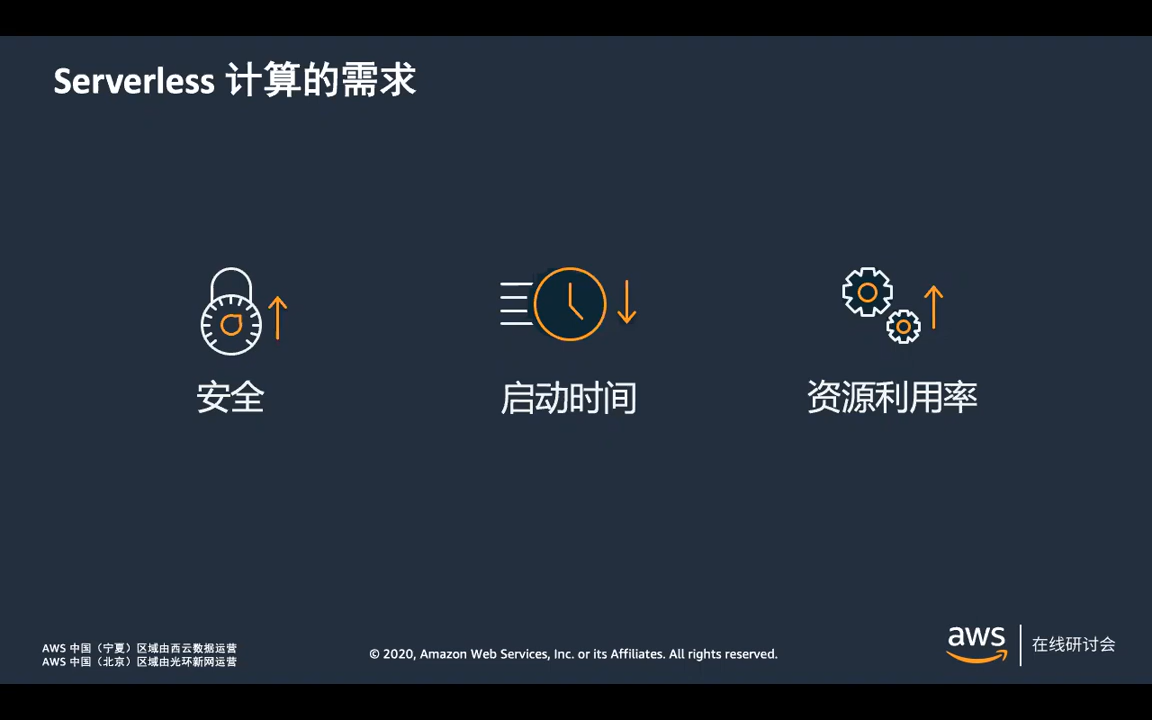 Serverless 计算的需求
安全
启动时间
资源利用率
AWS 中国（宁夏）区域由西云数据运营
AWS 中国（北京）区域由光环新网运营
© 2020, Amazon Web Services, Inc. or its Affiliates. All rights reserved.
aws
在线研讨会